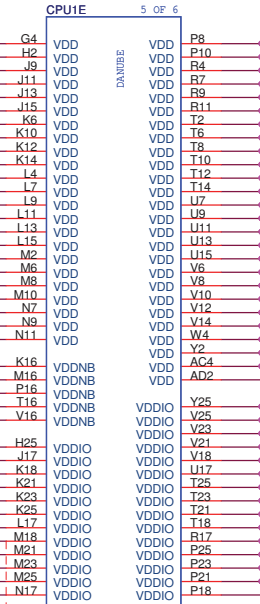 CPU1E 5 OF 6
DANUBE
G4 VDD VDD P8
H2 VDD VDD P10
J9 VDD VDD R4
J11 VDD VDD R7
J13 VDD VDD R9
J15 VDD VDD R11
K6 VDD VDD T2
K10 VDD VDD T6
K12 VDD VDD T8
K14 VDD VDD T10
L4 VDD VDD T12
L7 VDD VDD T14
L9 VDD VDD U7
L11 VDD VDD U9
L13 VDD VDD U11
L15 VDD VDD U13
M2 VDD VDD U15
M6 VDD VDD V6
M8 VDD VDD V8
M10 VDD VDD V10
N7 VDD VDD V12
N9 VDD VDD V14
N11 VDD VDD W4
VDD Y2
K16 VDDNB VDD AC4
M16 VDDNB VDD AD2
P16 VDDNB
T16 VDDNB VDDIO Y25
V16 VDDNB VDDIO V25
VDDIO V23
H25 VDDIO VDDIO V21
J17 VDDIO VDDIO V18
K18 VDDIO VDDIO U17
K21 VDDIO VDDIO T25
K23 VDDIO VDDIO T23
K25 VDDIO VDDIO T21
L17 VDDIO VDDIO T18
M18 VDDIO VDDIO R17
M21 VDDIO VDDIO P25
M23 VDDIO VDDIO P23
M25 VDDIO VDDIO P21
N17 VDDIO VDDIO P18